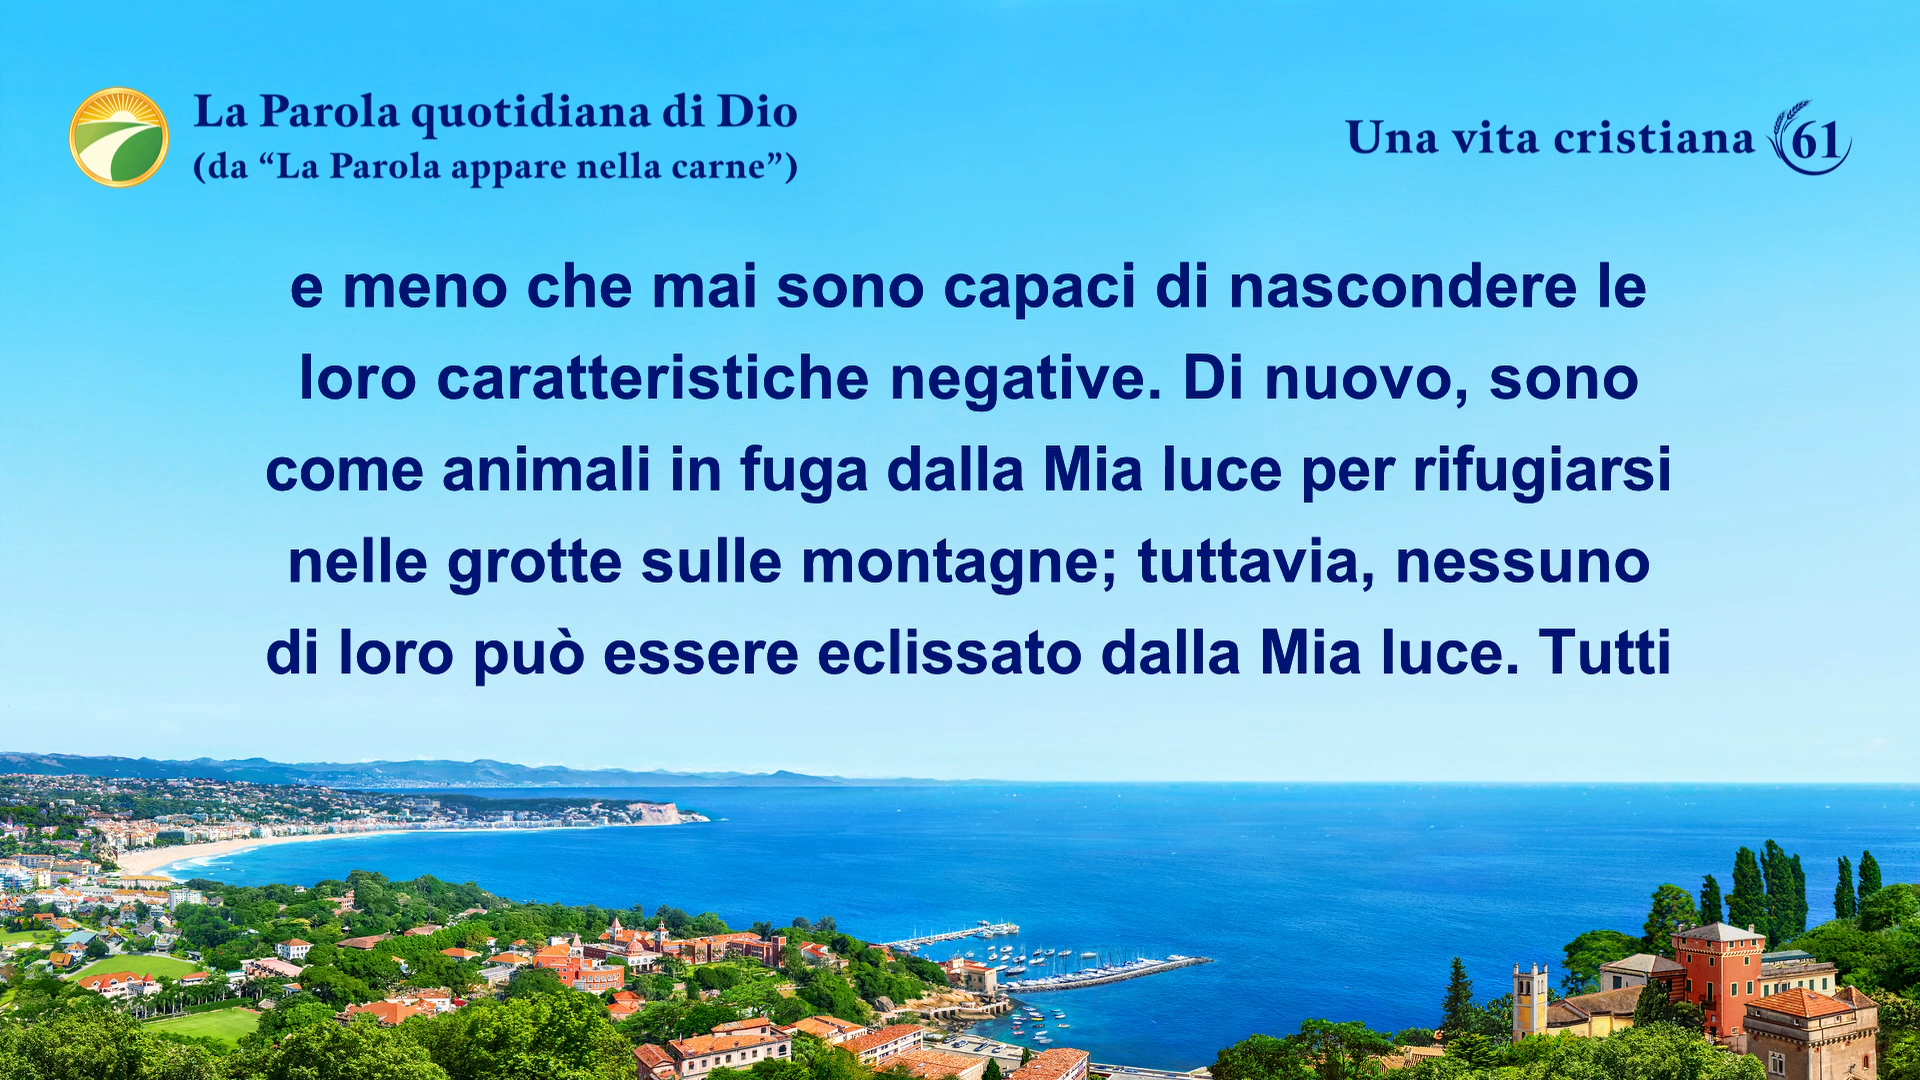 La Parola quotidiana di Dio
(da “La Parola appare nella carne”)
Una vita cristiana 61
e meno che mai sono capaci di nascondere le
loro caratteristiche negative. Di nuovo, sono
come animali in fuga dalla Mia luce per rifugiarsi
nelle grotte sulle montagne; tuttavia, nessuno
di loro può essere eclissato dalla Mia luce. Tutti